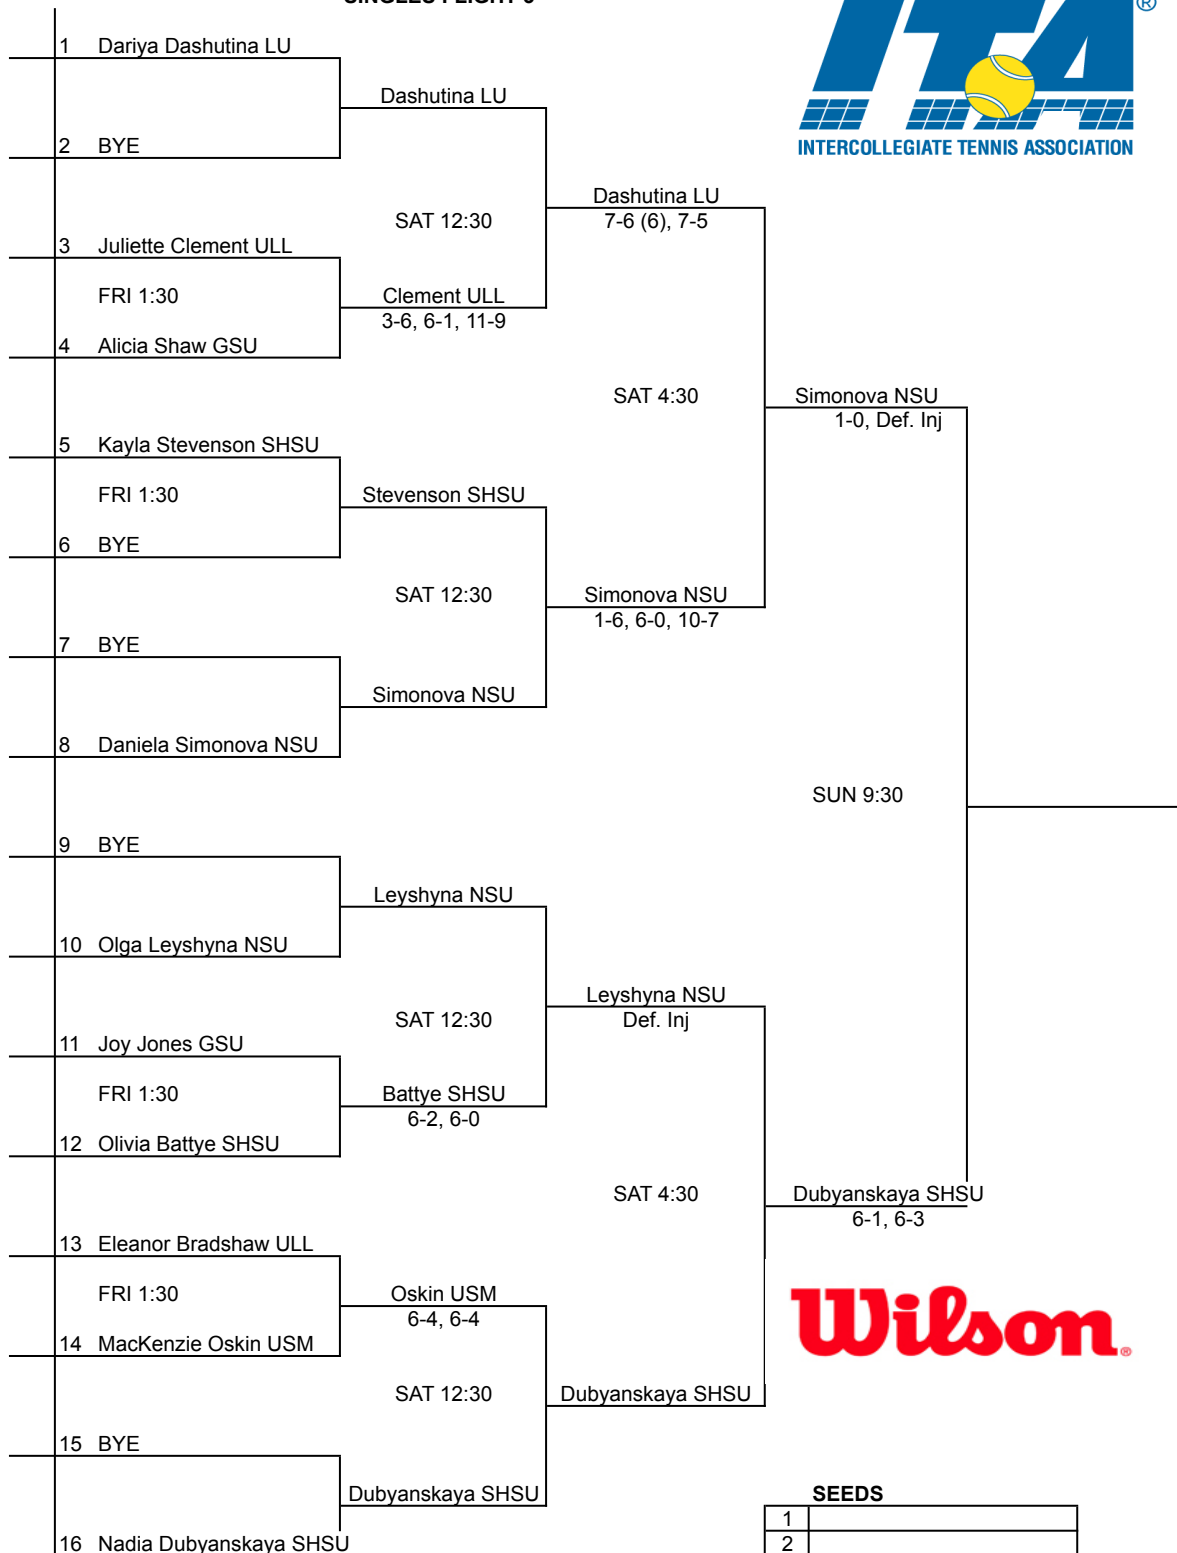 ITA
®
INTERCOLLEGIATE TENNIS ASSOCIATION
1 Dariya Dashutina LU
Dashutina LU
2 BYE
Dashutina LU
SAT 12:30
7-6 (6), 7-5
3 Juliette Clement ULL
FRI 1:30
Clement ULL
3-6, 6-1, 11-9
4 Alicia Shaw GSU
SAT 4:30
Simonova NSU
1-0, Def. Inj
5 Kayla Stevenson SHSU
FRI 1:30
Stevenson SHSU
6 BYE
SAT 12:30
Simonova NSU
1-6, 6-0, 10-7
7 BYE
Simonova NSU
8 Daniela Simonova NSU
SUN 9:30
9 BYE
Leyshyna NSU
10 Olga Leyshyna NSU
Leyshyna NSU
SAT 12:30
Def. Inj
11 Joy Jones GSU
FRI 1:30
Battye SHSU
6-2, 6-0
12 Olivia Battye SHSU
SAT 4:30
Dubyanskaya SHSU
6-1, 6-3
13 Eleanor Bradshaw ULL
FRI 1:30
Oskin USM
6-4, 6-4
14 MacKenzie Oskin USM
Wilson®
SAT 12:30
Dubyanskaya SHSU
15 BYE
Dubyanskaya SHSU
SEEDS
1
16 Nadia Dubyanskaya SHSU
2